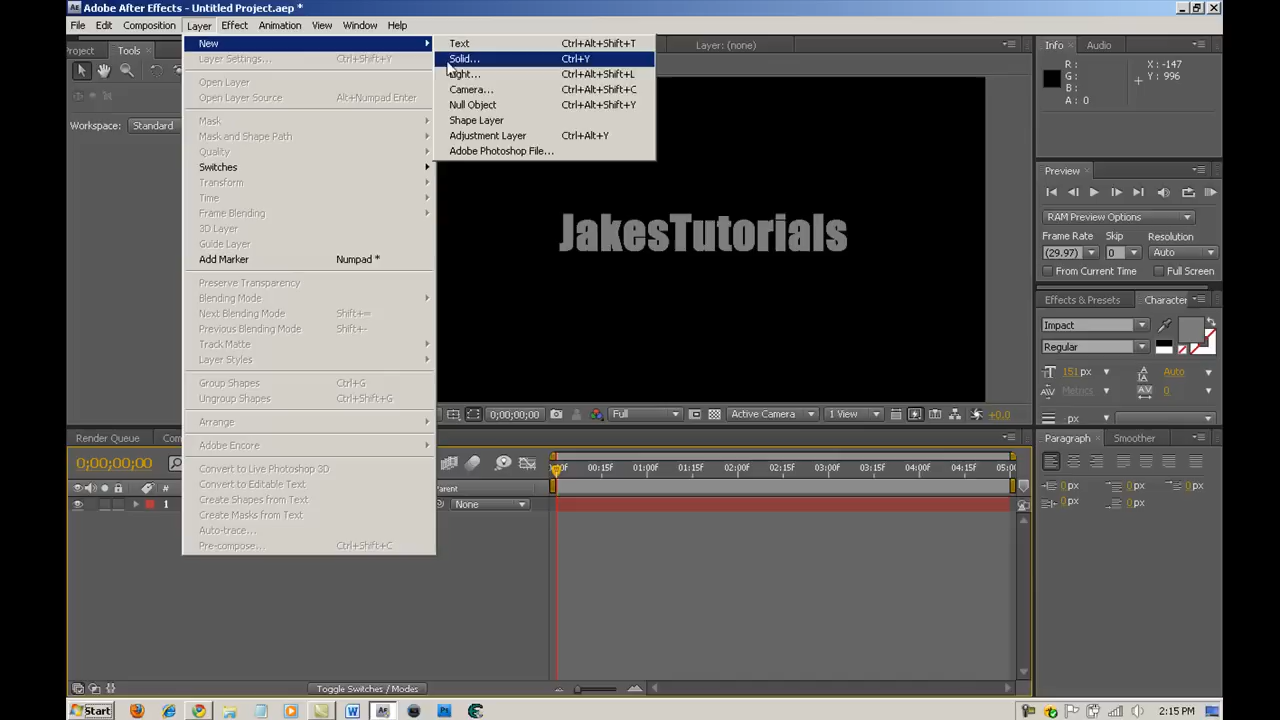 Adobe After Effects - Untitled Project.aep *
File Edit Composition Layer Effect Animation View Window Help
Project Tools
New
Layer Settings... Ctrl+Shift+Y
Open Layer
Open Layer Source Alt+Numpad Enter
Mask
Mask and Shape Path
Quality
Switches
Transform
Time
Frame Blending
3D Layer
Guide Layer
Add Marker Numpad *
Preserve Transparency
Blending Mode
Next Blending Mode Shift+=
Previous Blending Mode Shift+-
Track Matte
Layer Styles
Group Shapes Ctrl+G
Ungroup Shapes Ctrl+Shift+G
Arrange
Adobe Encore
Convert to Live Photoshop 3D
Convert to Editable Text
Create Shapes from Text
Create Masks from Text
Auto-trace...
Pre-compose... Ctrl+Shift+C
Text Ctrl+Alt+Shift+T
Solid... Ctrl+Y
Light... Ctrl+Alt+Shift+L
Camera... Ctrl+Alt+Shift+C
Null Object Ctrl+Alt+Shift+Y
Shape Layer
Adjustment Layer Ctrl+Alt+Y
Adobe Photoshop File...
Layer: (none)
Workspace: Standard
JakesTutorials
Info Audio
R: X: -147
G: Y: 996
B:
A: 0
Preview
RAM Preview Options
Frame Rate Skip Resolution
(29.97) 0 Auto
From Current Time Full Screen
Effects & Presets Character
Impact
Regular
151 px Auto
Metrics 0
px
0;00;00;00 Full Active Camera 1 View +0.0
Paragraph Smoother
0px 0px 0px
0px 0px
Render Queue Com
0;00;00;00
# arent
1 None
00:15f 01:00f 01:15f 02:00f 02:15f 03:00f 03:15f 04:00f 04:15f 05:0
Toggle Switches / Modes
Start 2:15 PM